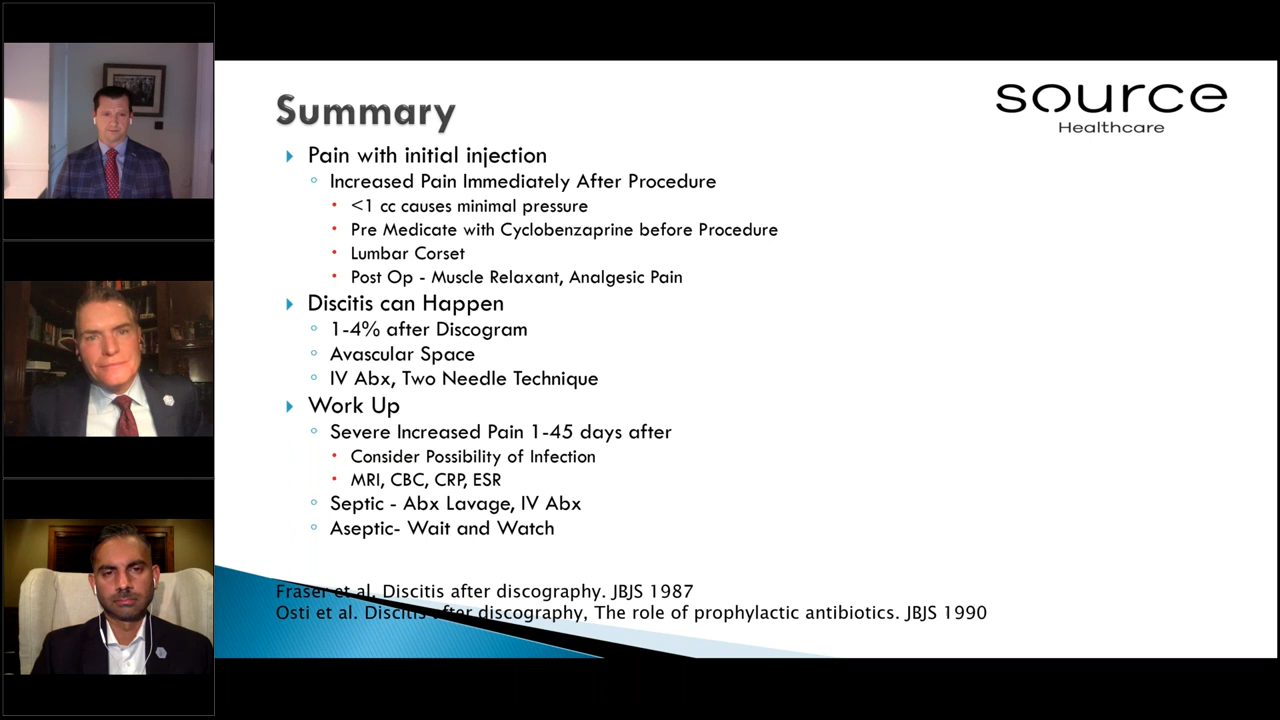 source
Healthcare
Summary
Pain with initial injection
Increased Pain Immediately After Procedure
<1 cc causes minimal pressure
Pre Medicate with Cyclobenzaprine before Procedure
Lumbar Corset
Post Op - Muscle Relaxant, Analgesic Pain
Discitis can Happen
1-4% after Discogram
Avascular Space
IV Abx, Two Needle Technique
Work Up
Severe Increased Pain 1-45 days after
Consider Possibility of Infection
MRI, CBC, CRP, ESR
Septic - Abx Lavage, IV Abx
Aseptic- Wait and Watch
Fraser et al. Discitis after discography. JBJS 1987
Osti et al. Discitis after discography, The role of prophylactic antibiotics. JBJS 1990